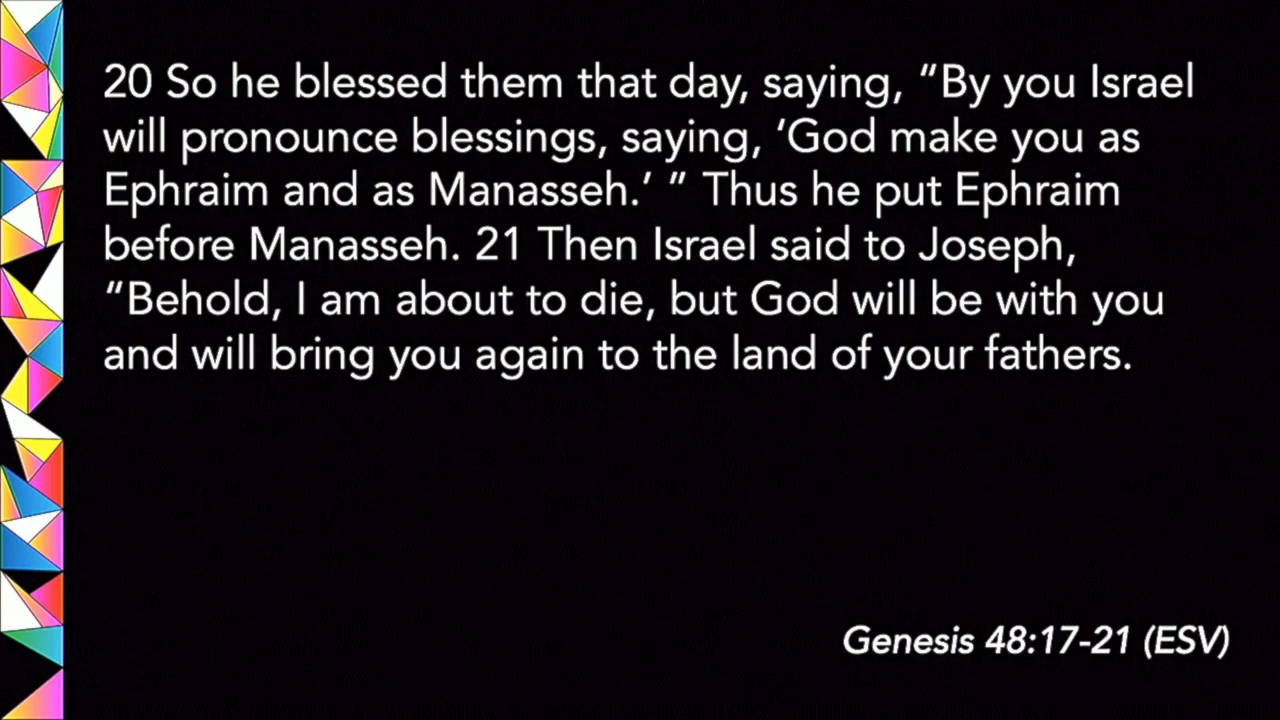 20 So he blessed them that day, saying, “By you Israel
will pronounce blessings, saying, ‘God make you as
Ephraim and as Manasseh.’ ” Thus he put Ephraim
before Manasseh. 21 Then Israel said to Joseph,
“Behold, I am about to die, but God will be with you
and will bring you again to the land of your fathers.
Genesis 48:17-21 (ESV)